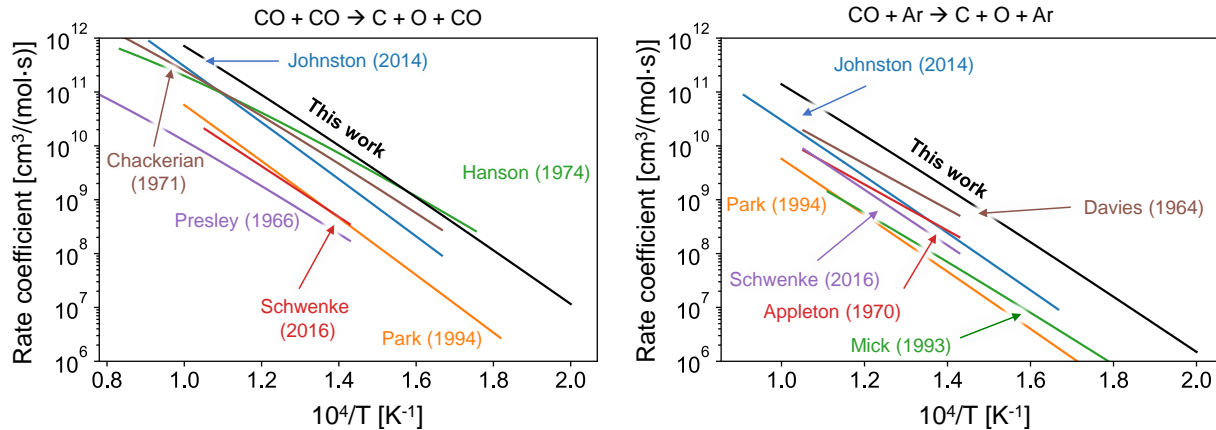 CO + CO → C + O + CO
Rate coefficient [cm³/(mol·s)]
10¹²
10¹¹
10¹⁰
10⁹
10⁸
10⁷
10⁶
Johnston (2014)
This work
Chackerian
(1971)
Hanson (1974)
Presley (1966)
Schwenke
(2016)
Park (1994)
0.8
1.0
1.2
1.4
1.6
1.8
2.0
10⁴/T [K⁻¹]
CO + Ar → C + O + Ar
Rate coefficient [cm³/(mol·s)]
10¹²
10¹¹
10¹⁰
10⁹
10⁸
10⁷
10⁶
Johnston (2014)
This work
Park (1994)
Davies (1964)
Schwenke (2016)
Appleton (1970)
Mick (1993)
1.0
1.2
1.4
1.6
1.8
2.0
10⁴/T [K⁻¹]